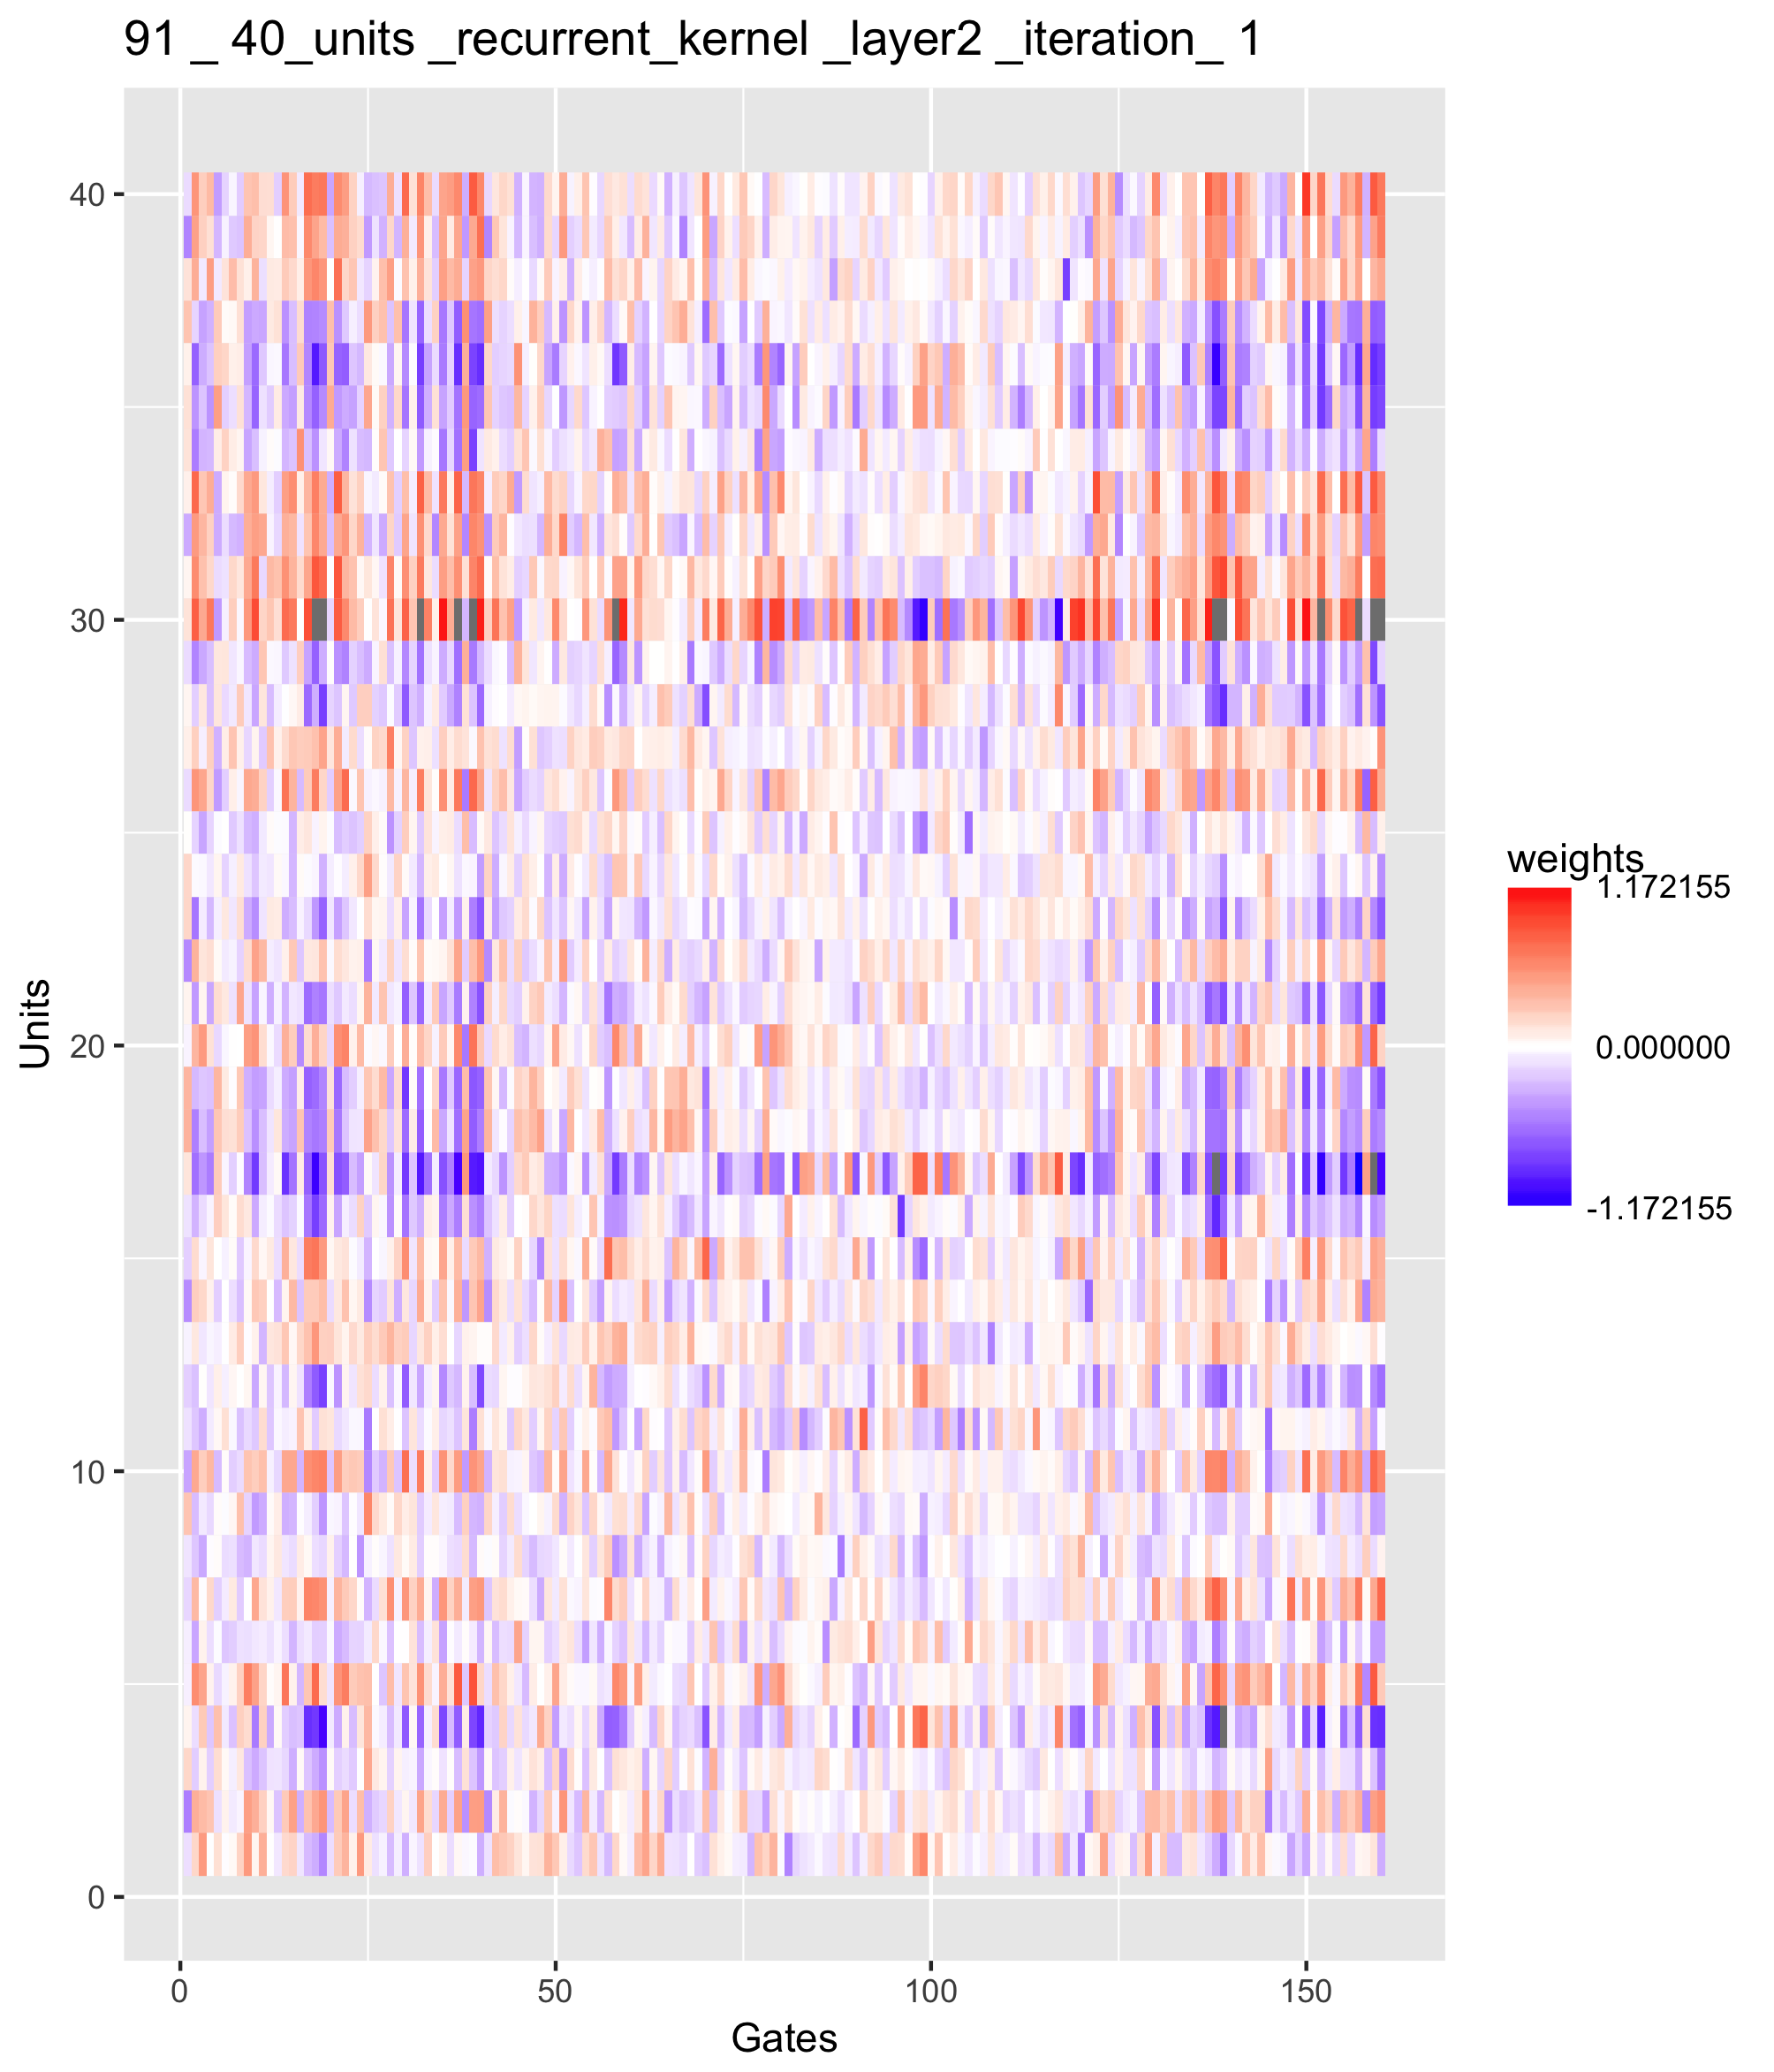 91 _ 40_units _recurrent_kernel _layer2 _iteration_ 1
40
30
20
10
0
Units
0 50 100 150
Gates
weights
1.172155
0.000000
-1.172155